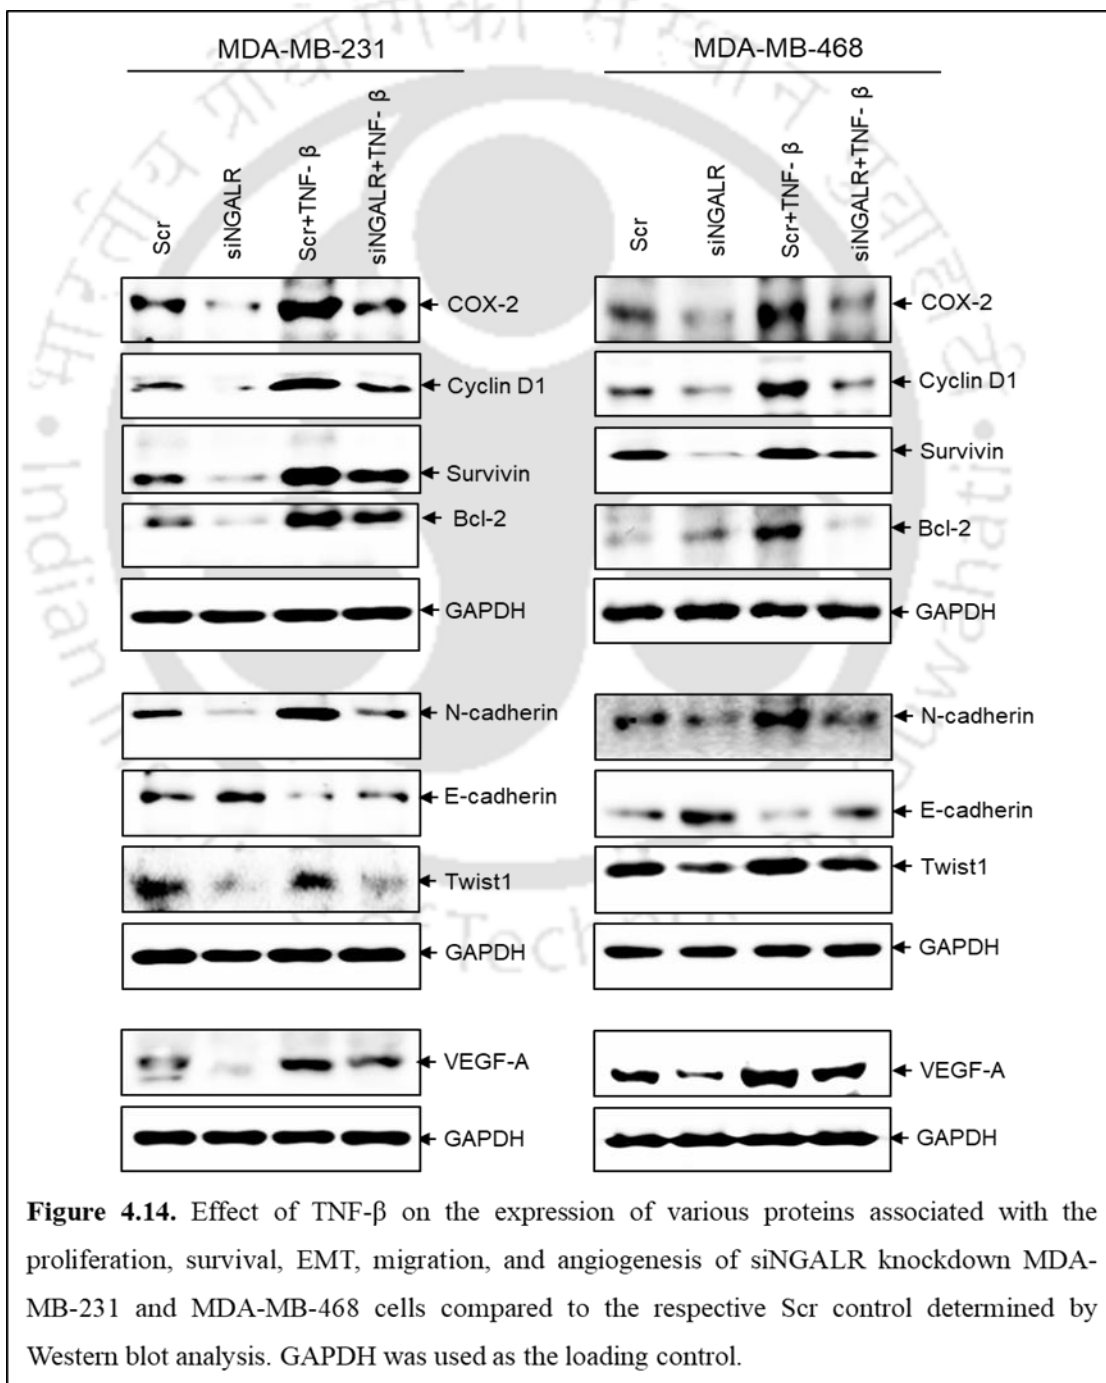 MDA-MB-231
MDA-MB-468
Scr
siNGALR
Scr+TNF- β
siNGALR+TNF- β
Scr
siNGALR
Scr+TNF- β
siNGALR+TNF- β
COX-2
COX-2
Cyclin D1
Cyclin D1
Survivin
Survivin
Bcl-2
Bcl-2
GAPDH
GAPDH
N-cadherin
N-cadherin
E-cadherin
E-cadherin
Twist1
Twist1
GAPDH
GAPDH
VEGF-A
VEGF-A
GAPDH
GAPDH
Figure 4.14. Effect of TNF-β on the expression of various proteins associated with the
proliferation, survival, EMT, migration, and angiogenesis of siNGALR knockdown MDA-
MB-231 and MDA-MB-468 cells compared to the respective Scr control determined by
Western blot analysis. GAPDH was used as the loading control.